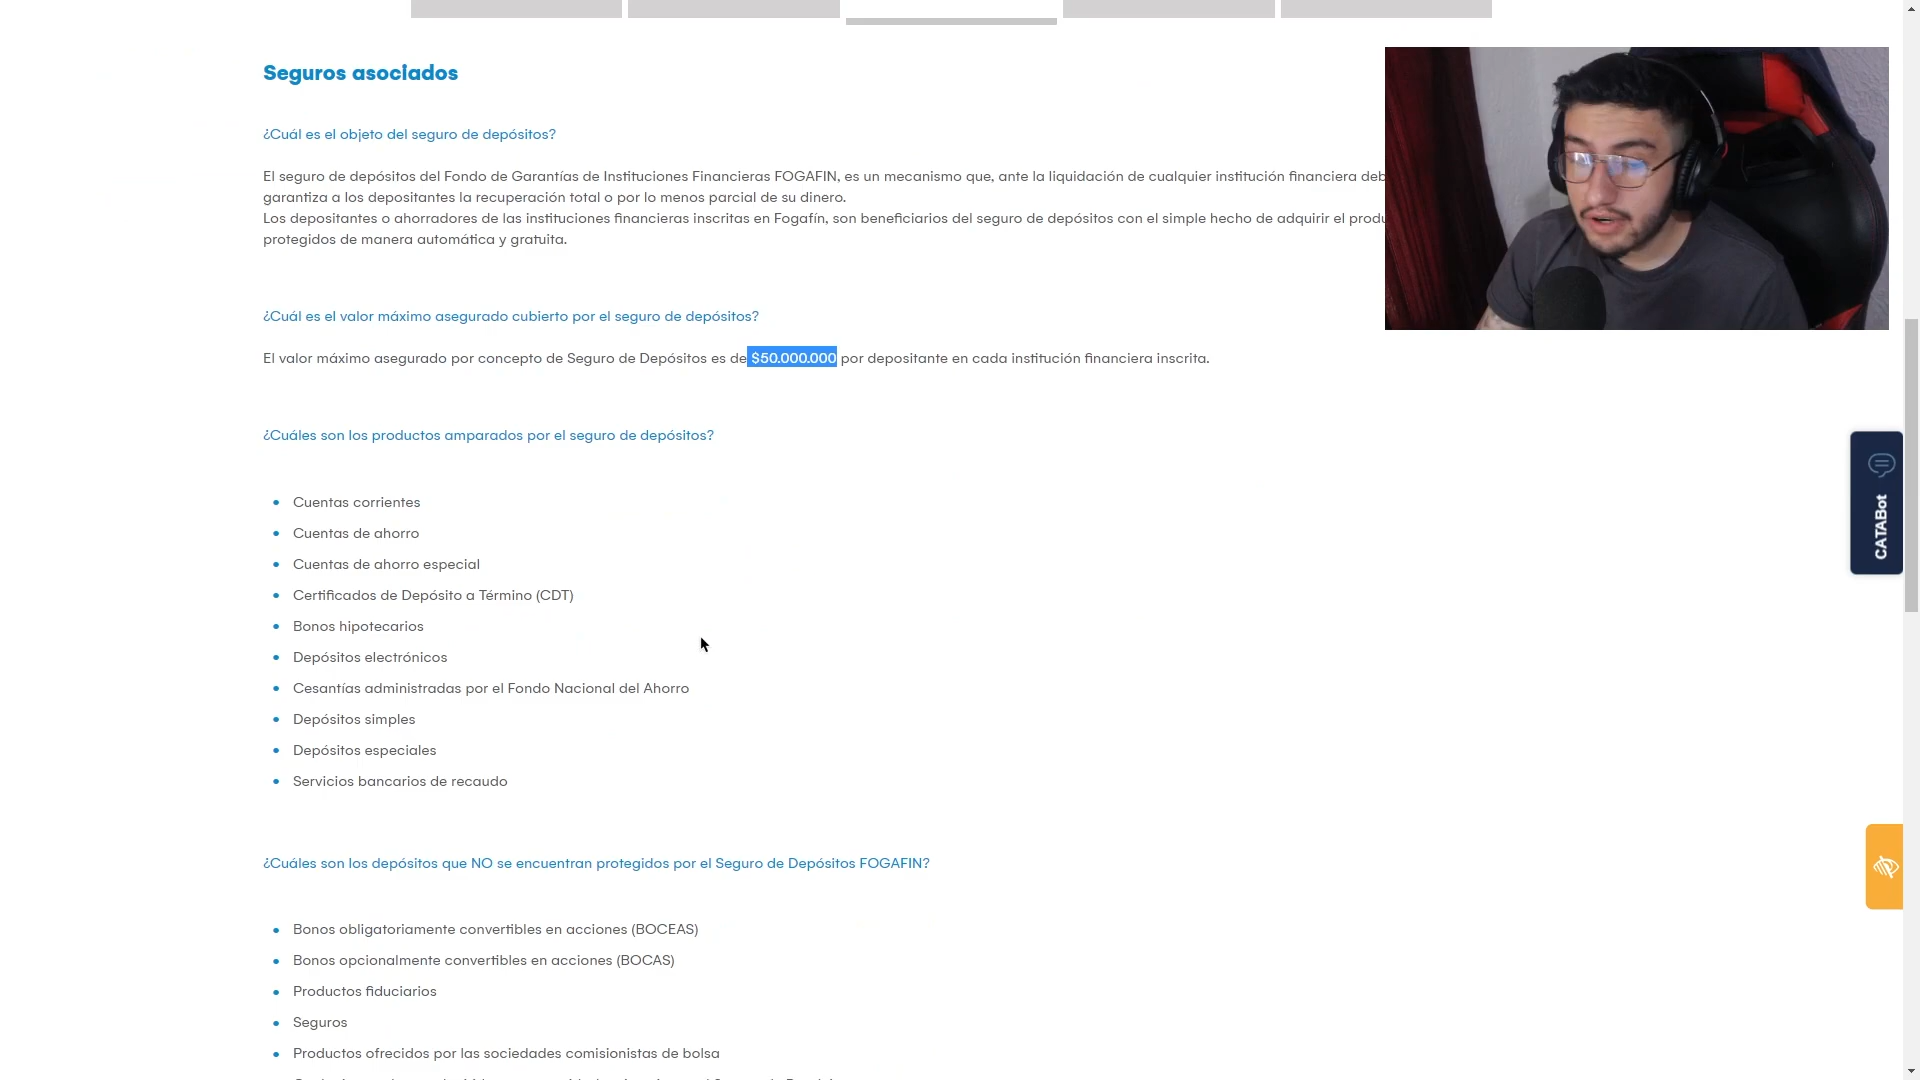 Seguros asociados
¿Cuál es el objeto del seguro de depósitos?
El seguro de depósitos del Fondo de Garantías de Instituciones Financieras FOGAFIN, es un mecanismo que, ante la liquidación de cualquier institución financiera
garantiza a los depositantes la recuperación total o por lo menos parcial de su dinero.
Los depositantes o ahorradores de las instituciones financieras inscritas en Fogafín, son beneficiarios del seguro de depósitos con el simple hecho de adquirir el
protegidos de manera automática y gratuita.
¿Cuál es el valor máximo asegurado cubierto por el seguro de depósitos?
El valor máximo asegurado por concepto de Seguro de Depósitos es de $50.000.000 por depositante en cada institución financiera inscrita.
¿Cuáles son los productos amparados por el seguro de depósitos?
Cuentas corrientes
Cuentas de ahorro
Cuentas de ahorro especial
Certificados de Depósito a Término (CDT)
Bonos hipotecarios
Depósitos electrónicos
Cesantías administradas por el Fondo Nacional del Ahorro
Depósitos simples
Depósitos especiales
Servicios bancarios de recaudo
¿Cuáles son los depósitos que NO se encuentran protegidos por el Seguro de Depósitos FOGAFIN?
Bonos obligatoriamente convertibles en acciones (BOCEAS)
Bonos opcionalmente convertibles en acciones (BOCAS)
Productos fiduciarios
Seguros
Productos ofrecidos por las sociedades comisionistas de bolsa
CATABot